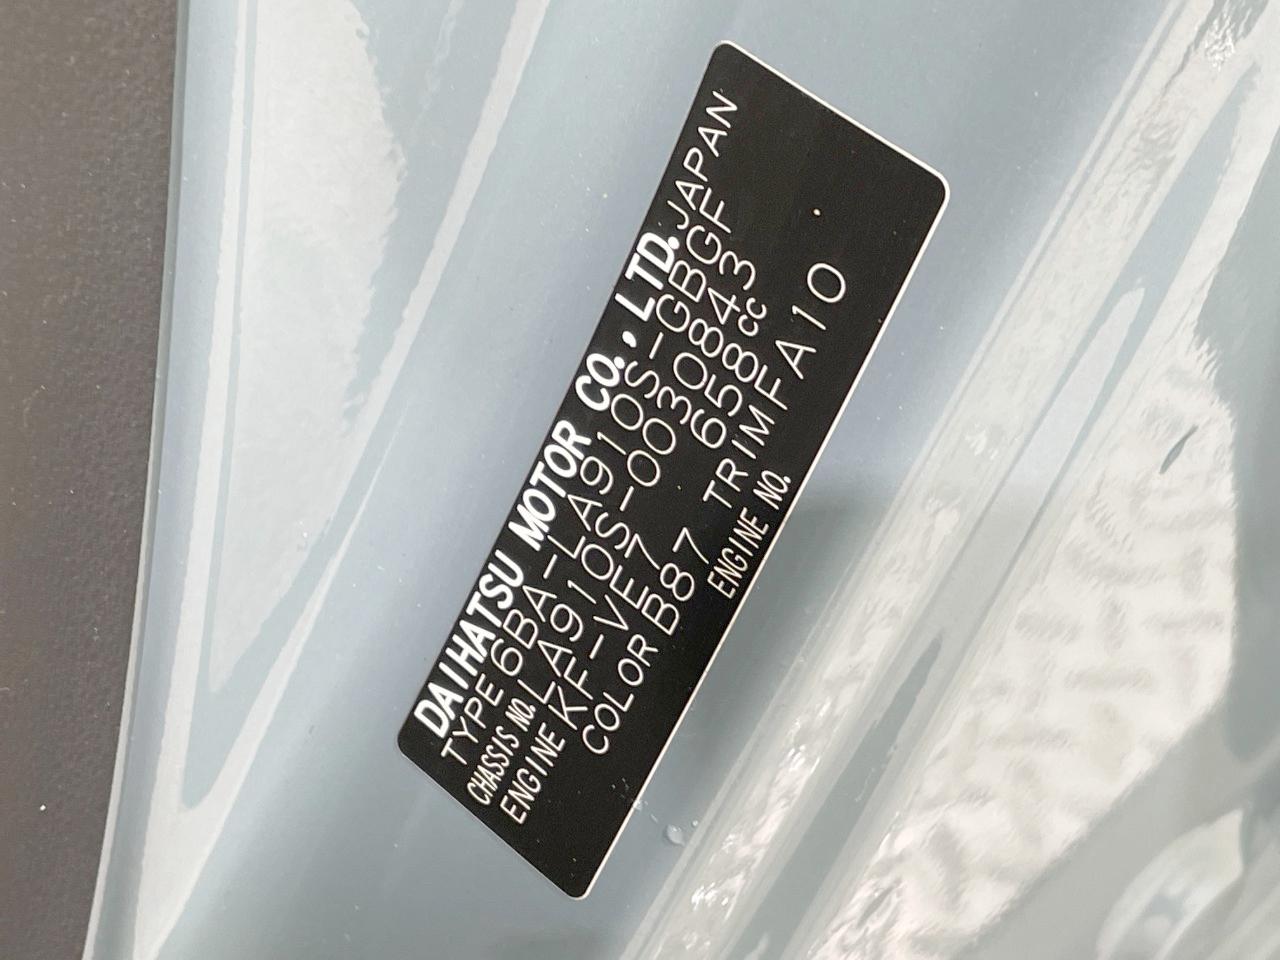 DAIHATSU MOTOR CO., LTD. JAPAN
TYPE 6BA-LA910S-GBGF
CHASSIS NO. LA910S-0030843
ENGINE KF-VE7 658cc
COLOR B87 TRIM FA10
ENGINE NO.